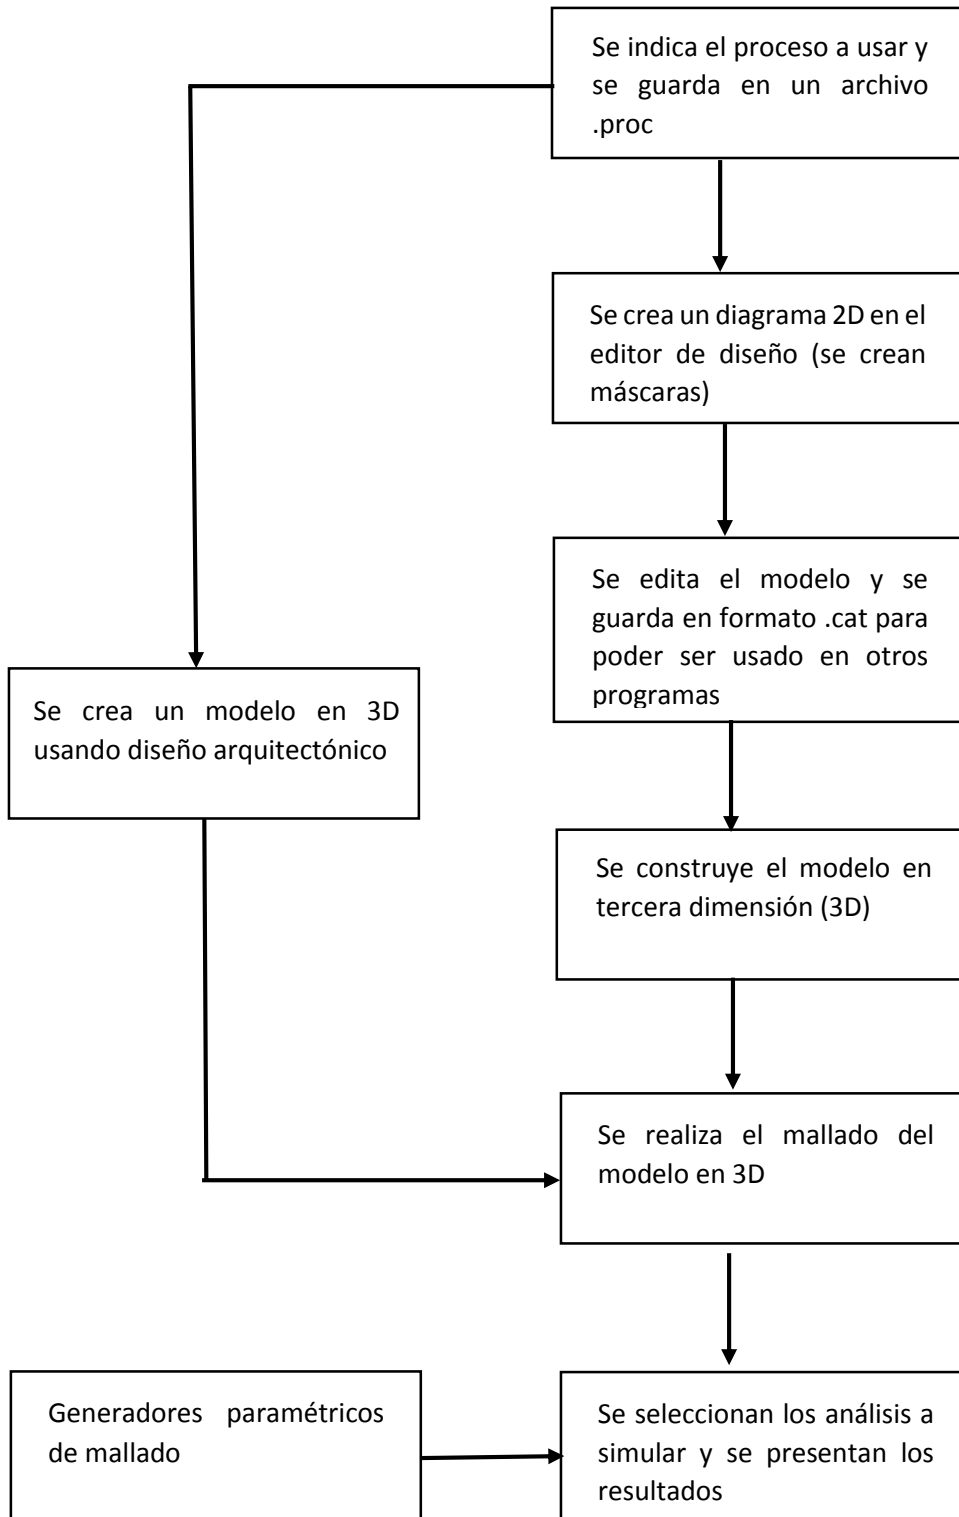 Se indica el proceso a usar y
se guarda en un archivo
.proc
Se crea un diagrama 2D en el
editor de diseño (se crean
máscaras)
Se edita el modelo y se
guarda en formato .cat para
poder ser usado en otros
programas
Se crea un modelo en 3D
usando diseño arquitectónico
Se construye el modelo en
tercera dimensión (3D)
Se realiza el mallado del
modelo en 3D
Generadores paramétricos
de mallado
Se seleccionan los análisis a
simular y se presentan los
resultados